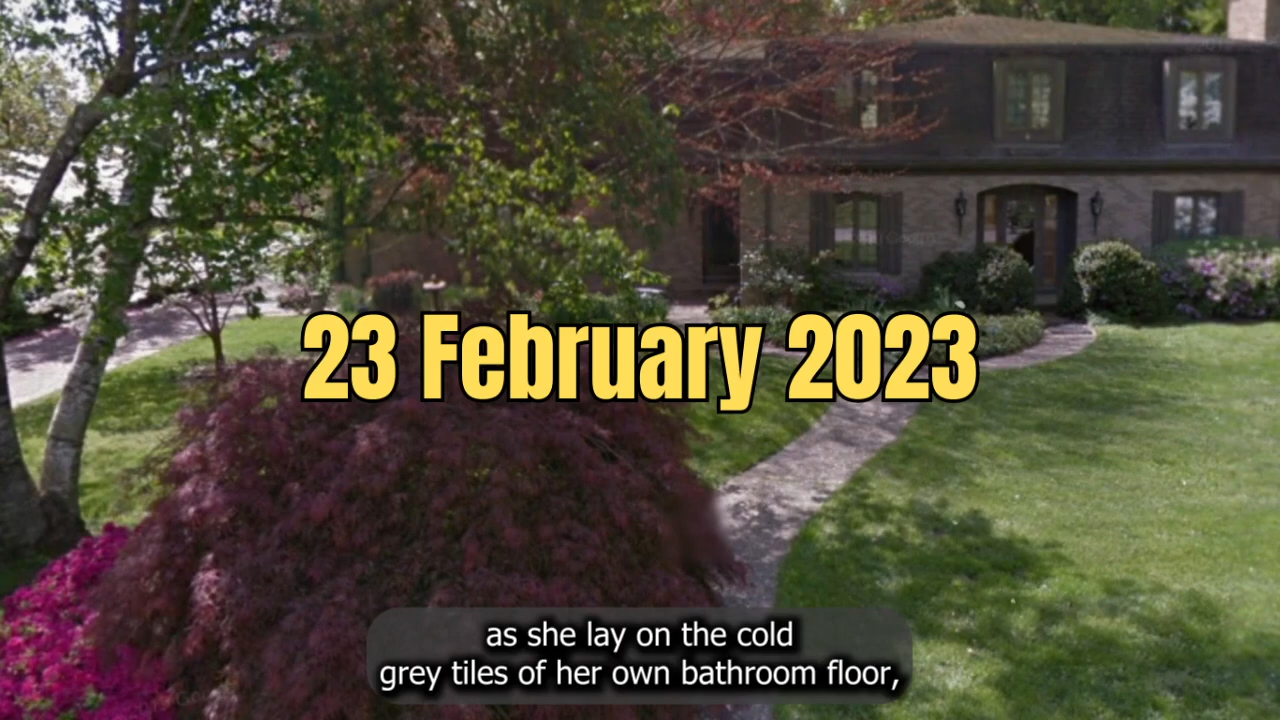 23 February 2023
as she lay on the cold
grey tiles of her own bathroom floor,